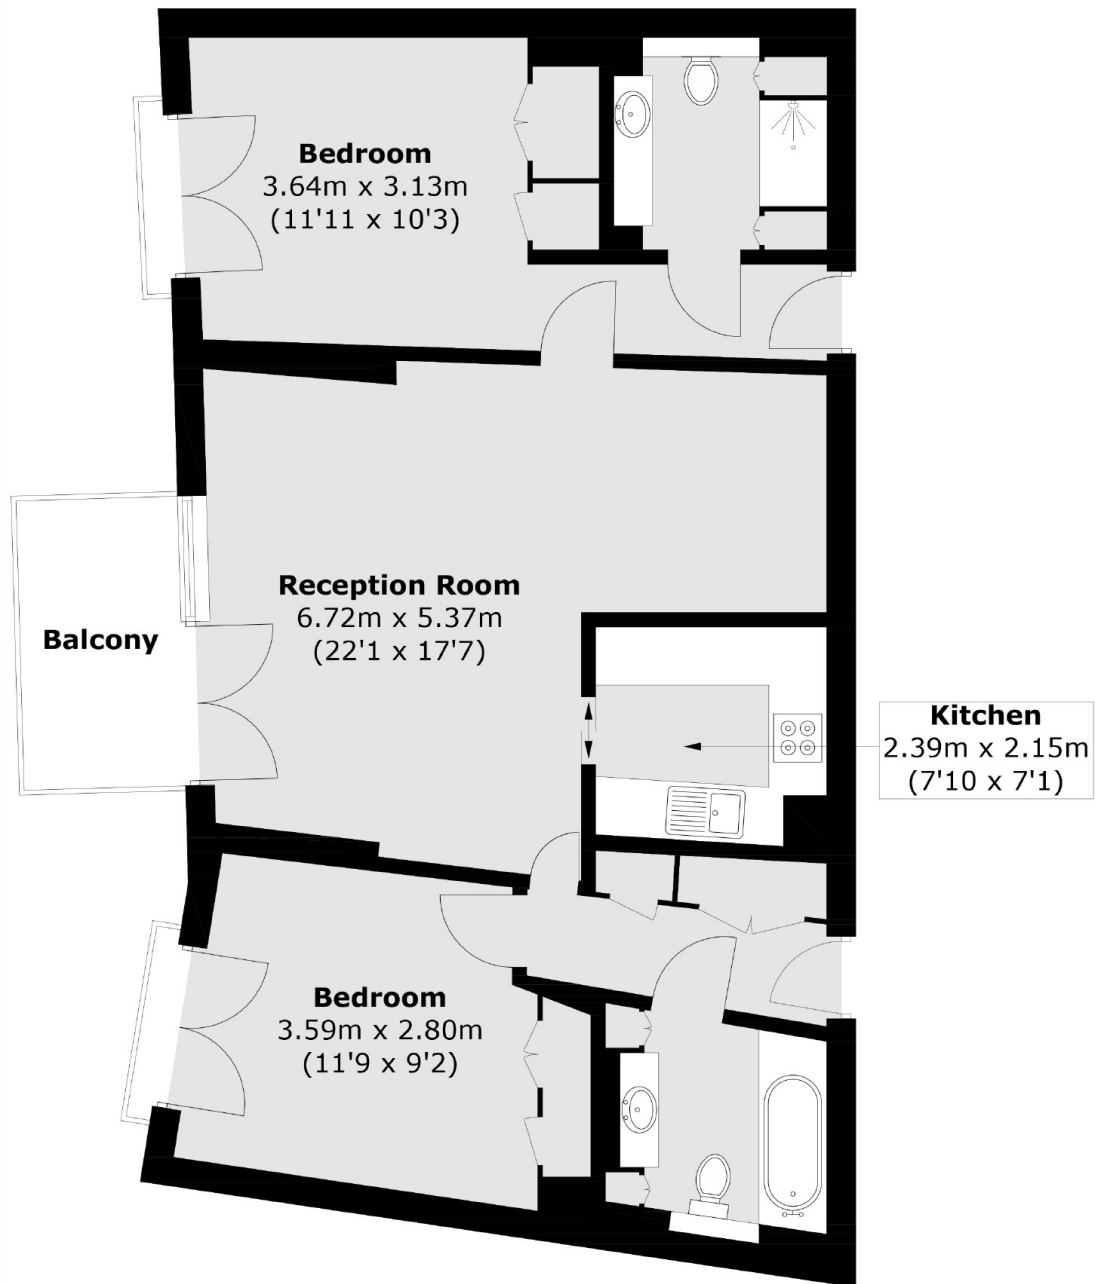 Bedroom
3.64m x 3.13m
(11'11 x 10'3)
Reception Room
6.72m x 5.37m
(22'1 x 17'7)
Balcony
Kitchen
2.39m x 2.15m
(7'10 x 7'1)
Bedroom
3.59m x 2.80m
(11'9 x 9'2)